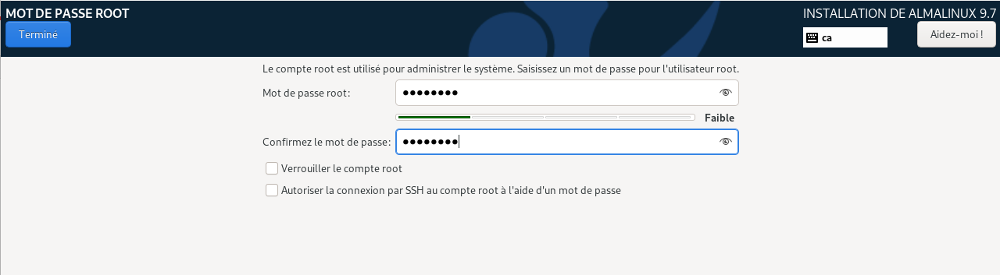 MOT DE PASSE ROOT
INSTALLATION DE ALMALINUX 9.7
Terminé
ca
Aidez-moi !
Le compte root est utilisé pour administrer le système. Saisissez un mot de passe pour l'utilisateur root.
Mot de passe root : ●●●●●●●●
Faible
Confirmez le mot de passe : ●●●●●●●●
Verrouiller le compte root
Autoriser la connexion par SSH au compte root à l'aide d'un mot de passe